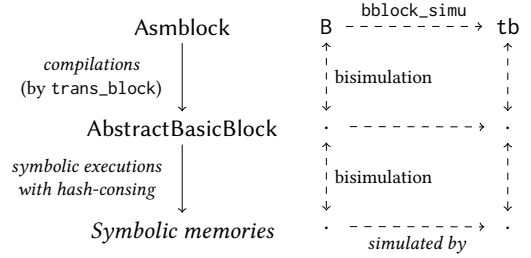 bblock_simu
Asmblock B tb
compilations
(by trans_block)
bisimulation
AbstractBasicBlock . .
symbolic executions
with hash-consing
bisimulation
Symbolic memories . .
simulated by